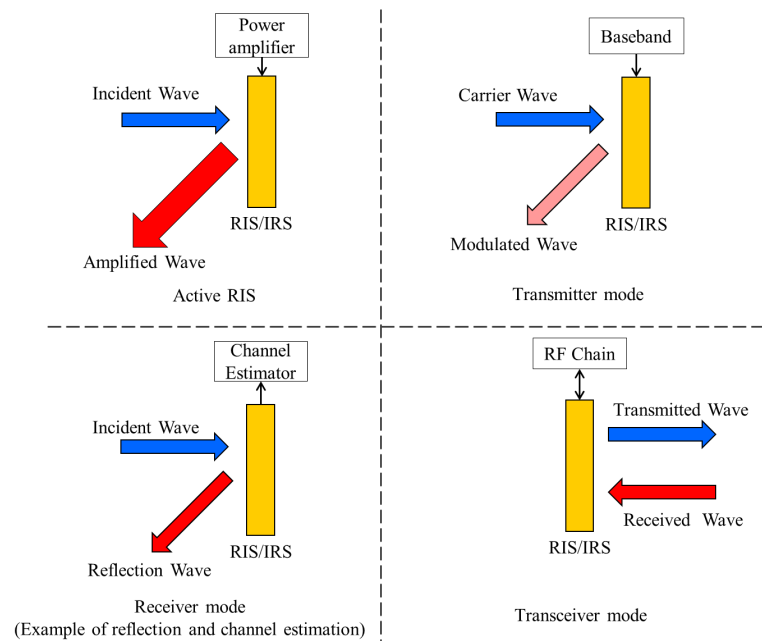 Power
amplifier
Incident Wave
RIS/IRS
Amplified Wave
Active RIS
Baseband
Carrier Wave
RIS/IRS
Modulated Wave
Transmitter mode
Channel
Estimator
Incident Wave
RIS/IRS
Reflection Wave
Receiver mode
(Example of reflection and channel estimation)
RF Chain
Transmitted Wave
Received Wave
RIS/IRS
Transceiver mode